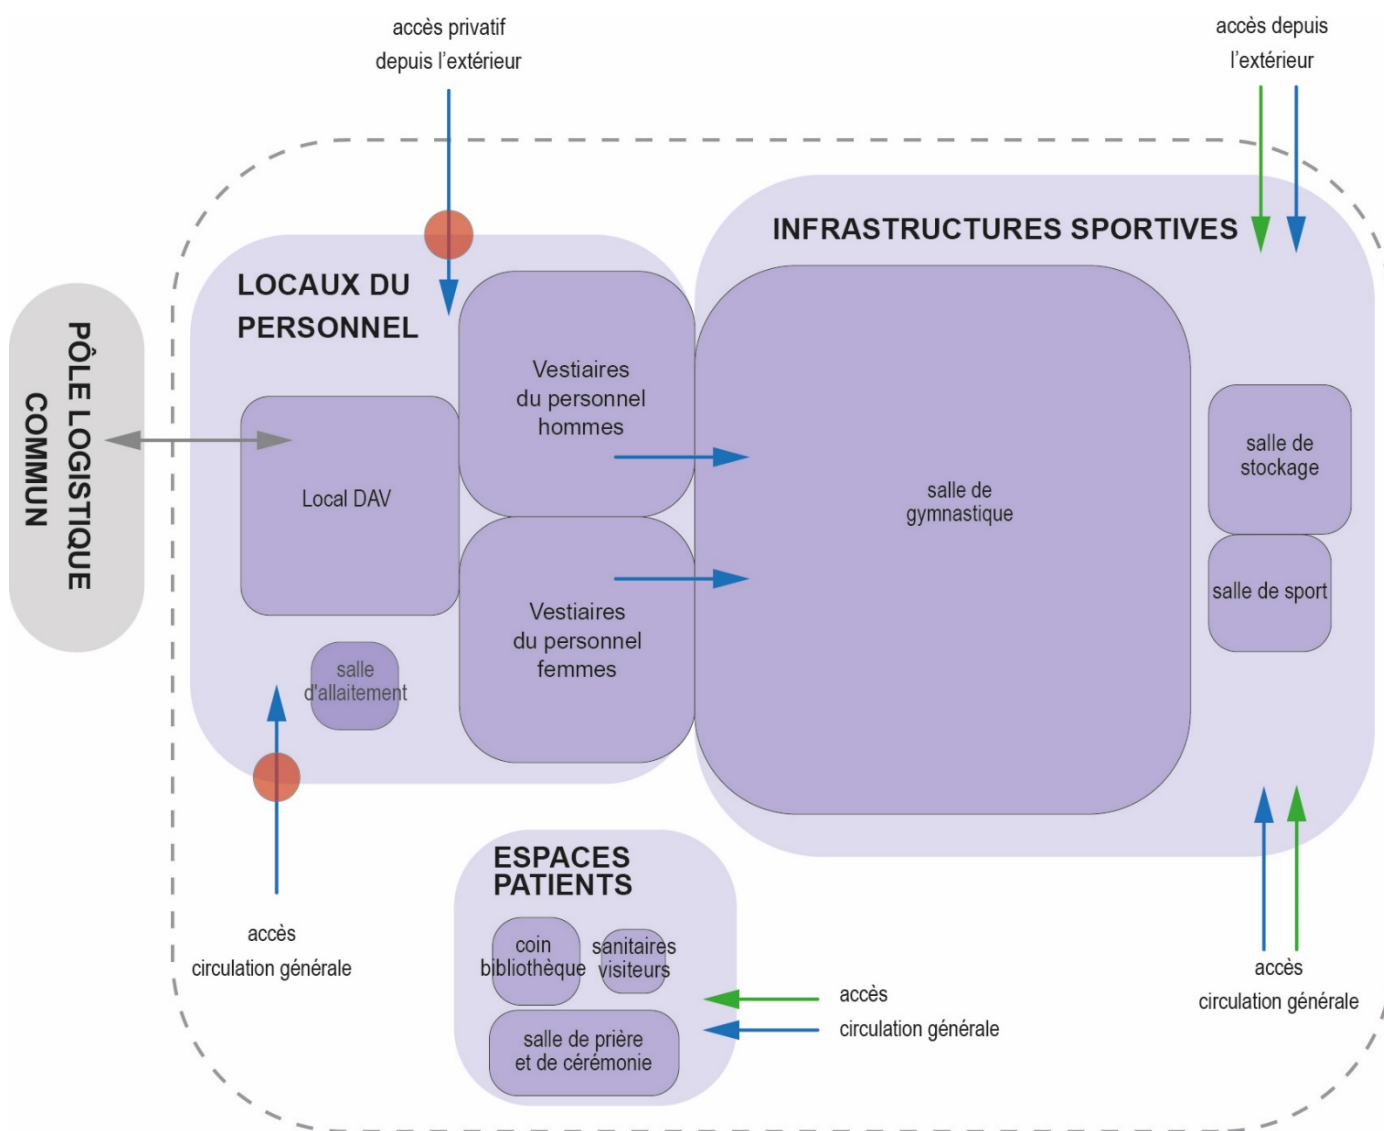 accès privatif
depuis l'extérieur
accès depuis
l'extérieur
INFRASTRUCTURES SPORTIVES
LOCAUX DU
PERSONNEL
PÔLE LOGISTIQUE
COMMUN
Vestiaires
du personnel
hommes
Local DAV
salle de
gymnastique
salle de
stockage
salle de sport
Vestiaires
du personnel
femmes
salle
d'allaitement
ESPACES
PATIENTS
accès
circulation générale
coin
bibliothèque
sanitaires
visiteurs
salle de prière
et de cérémonie
accès
circulation générale
accès
circulation générale